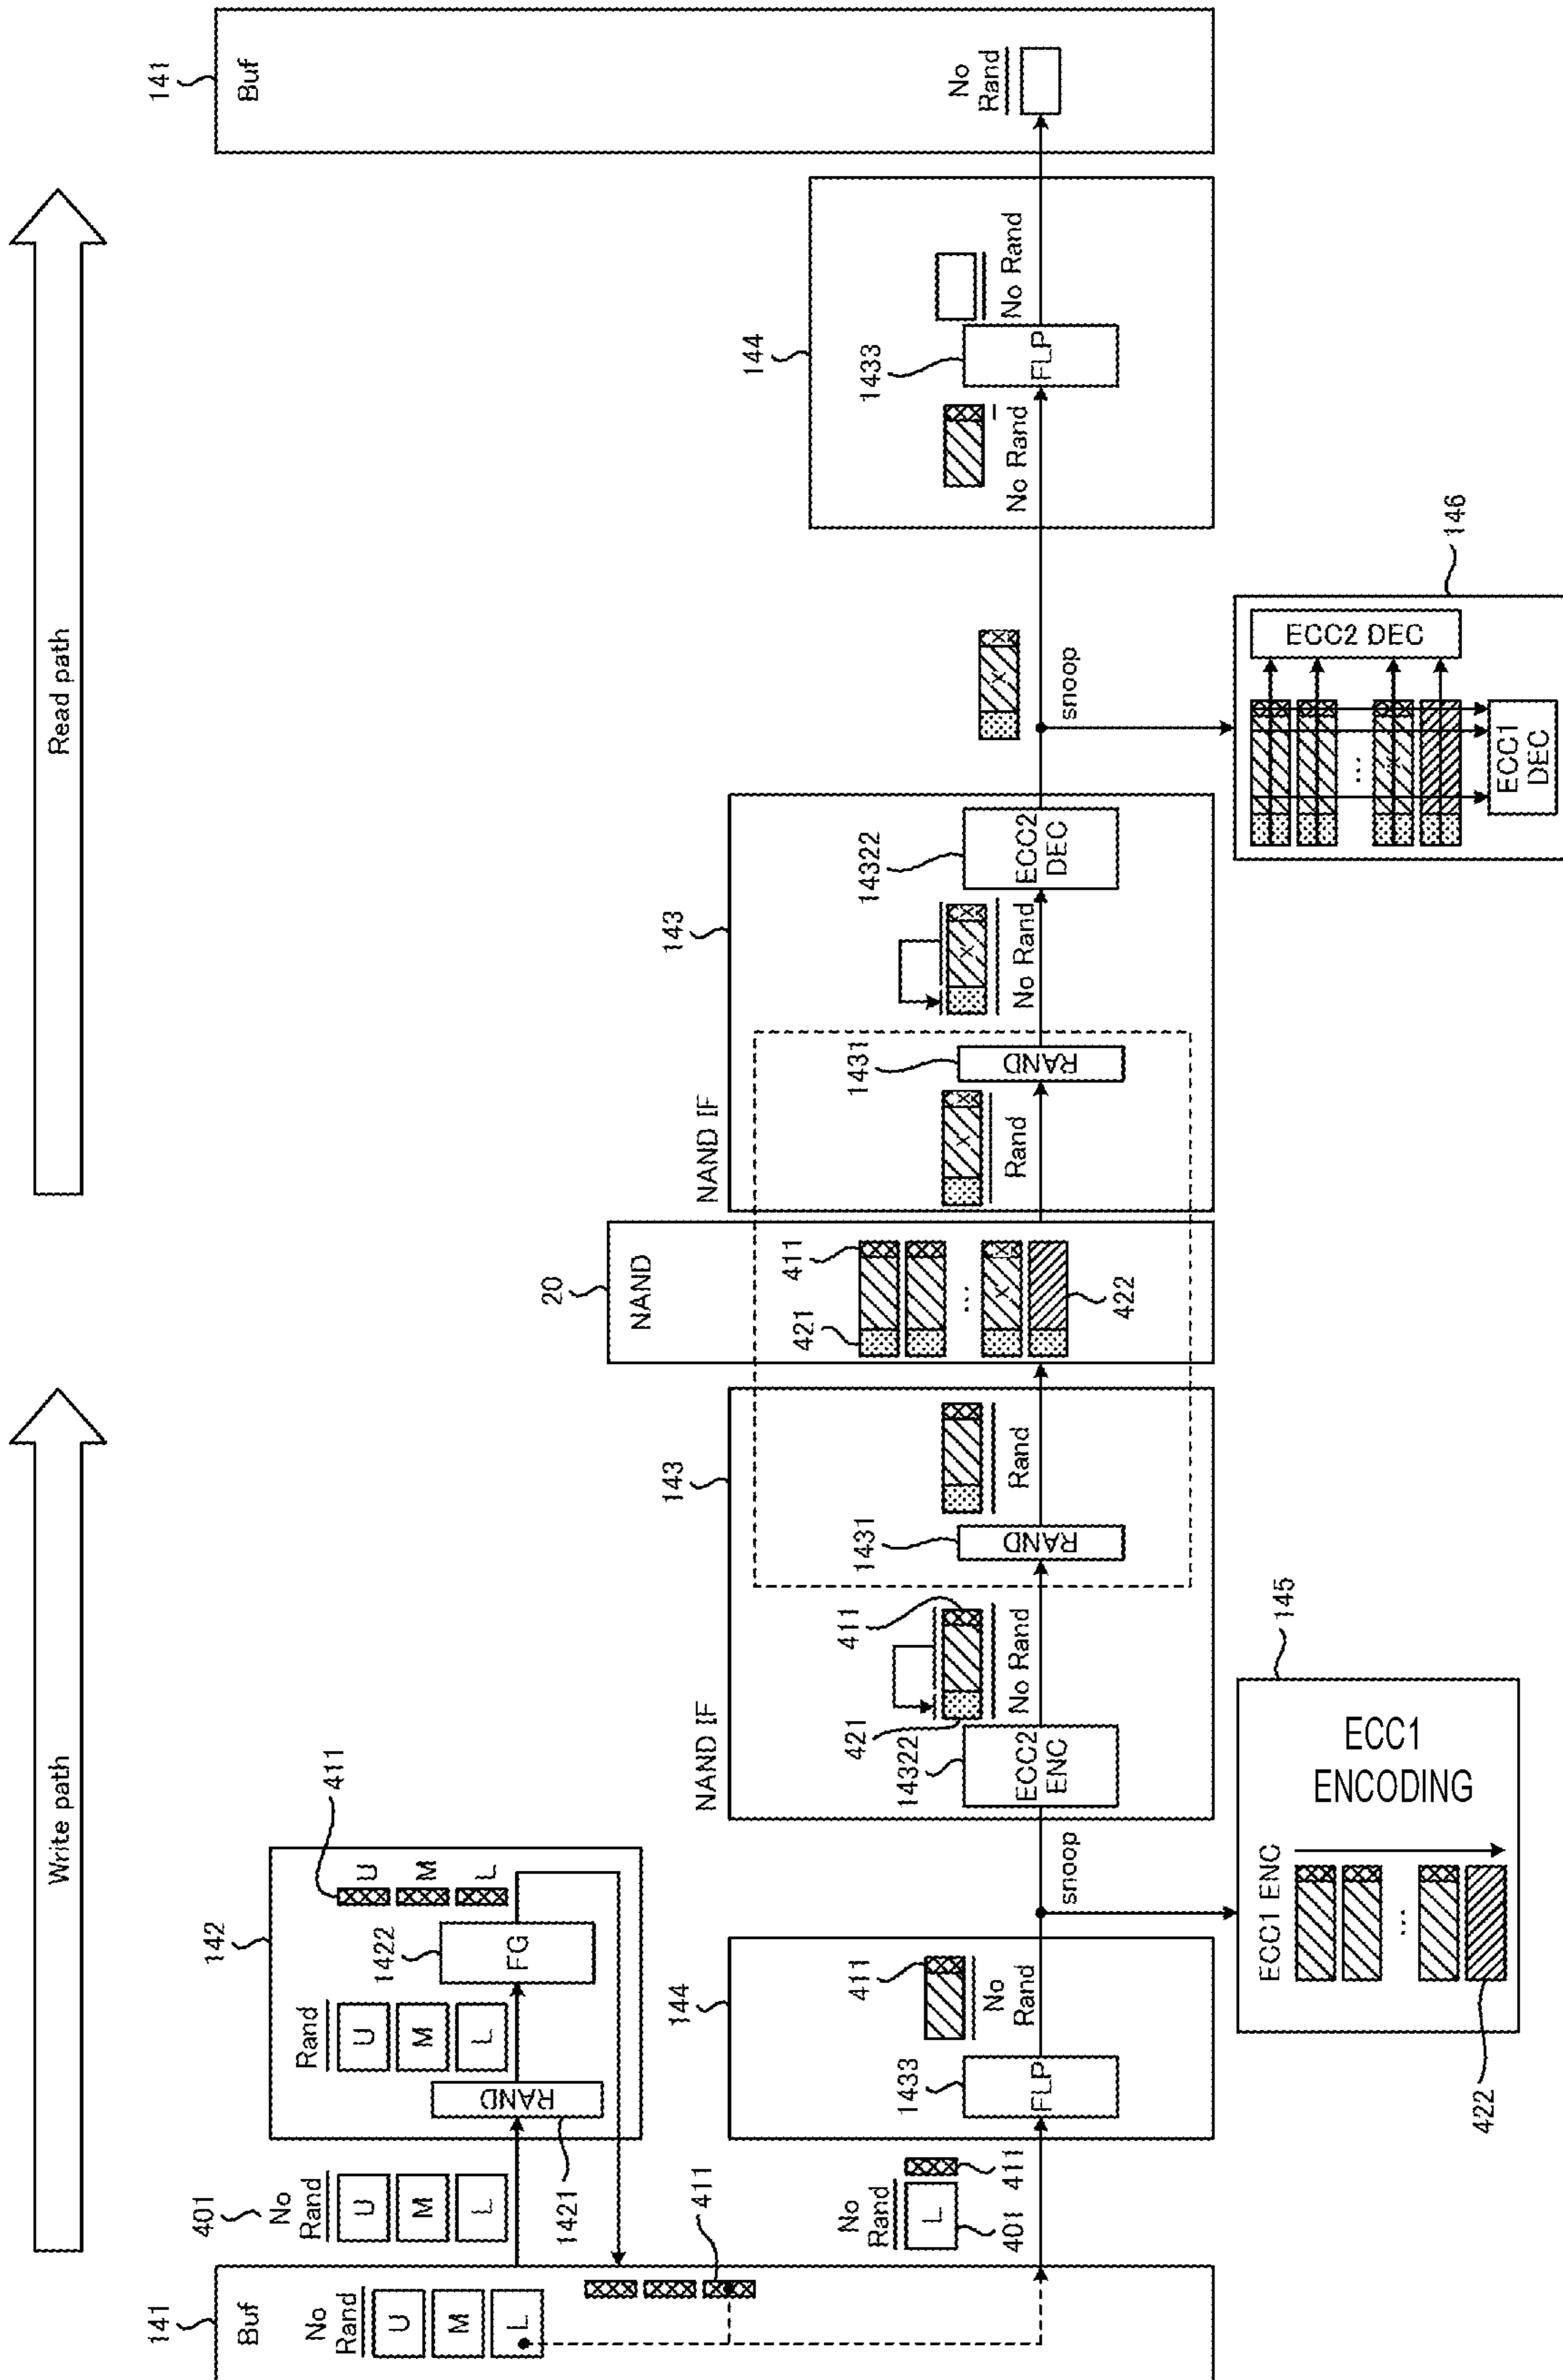 Write path
Read path
141
Buf
No
Rand
U
M
L
411
401
No
Rand
U
M
L
142
RAND
1421
Rand
U
M
L
1422
FG
411
U
M
L
No
Rand
L
401
411
144
1433
FLP
411
No
Rand
snoop
145
ECC1 ENC
ECC1
ENCODING
...
422
NAND IF
143
14322
ECC2
ENC
421
411
No Rand
1431
RAND
Rand
20
NAND
421
411
...
X
422
NAND IF
143
X
X
Rand
1431
RAND
X
X
No Rand
14322
ECC2
DEC
X
X
snoop
146
ECC2 DEC
...
ECC1
DEC
144
No Rand
1433
FLP
No Rand
141
Buf
No
Rand